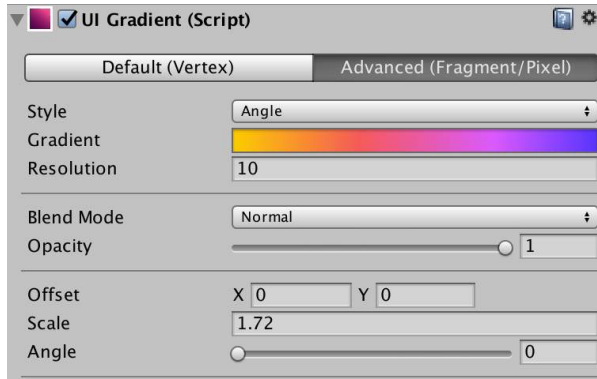 UI Gradient (Script)
Default (Vertex) Advanced (Fragment/Pixel)
Style Angle
Gradient
Resolution 10
Blend Mode Normal
Opacity 1
Offset X 0 Y 0
Scale 1.72
Angle 0